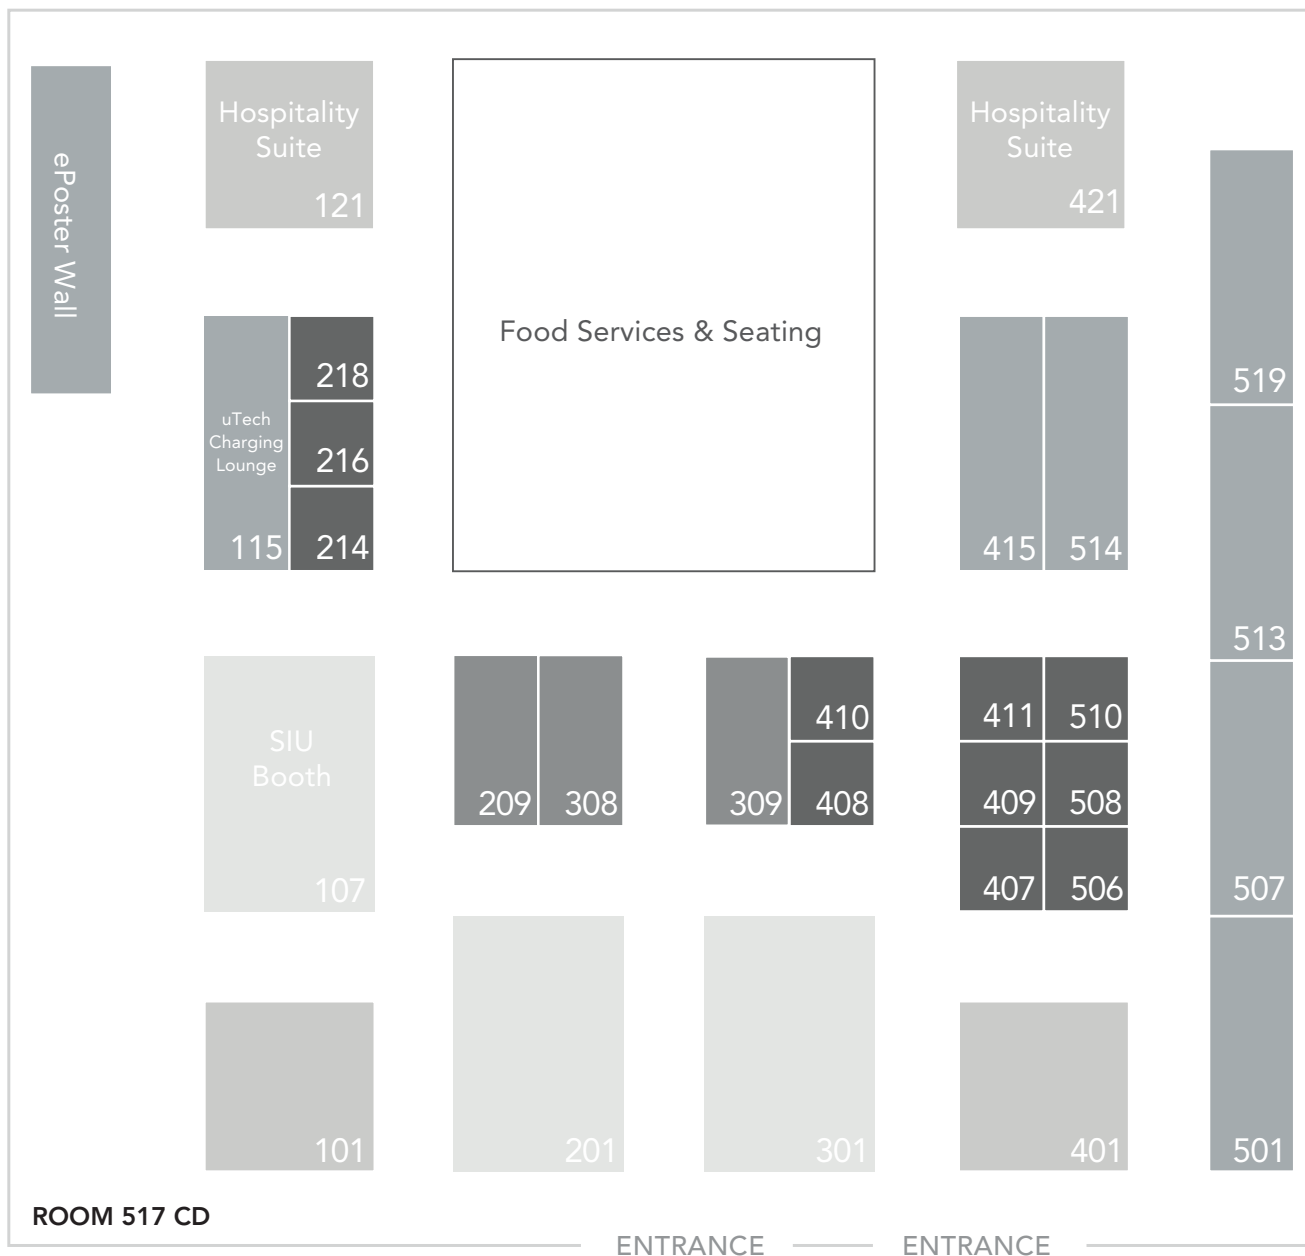 ePoster Wall
Hospitality
Suite
121
Food Services & Seating
Hospitality
Suite
421
519
uTech
Charging
Lounge
115
218
216
214
415
514
513
SIU
Booth
107
209
308
309
410
408
411
510
409
508
407
506
507
101
201
301
401
501
ROOM 517 CD
ENTRANCE
ENTRANCE